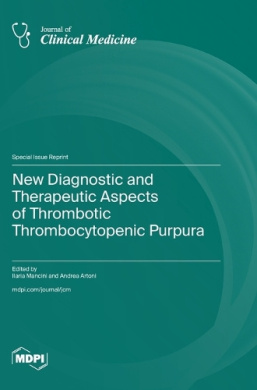 Journal of
Clinical Medicine
Special Issue Reprint
New Diagnostic and
Therapeutic Aspects
of Thrombotic
Thrombocytopenic Purpura
Edited by
Ilaria Mancini and Andrea Artoni
mdpi.com/journal/jcm
MDPI